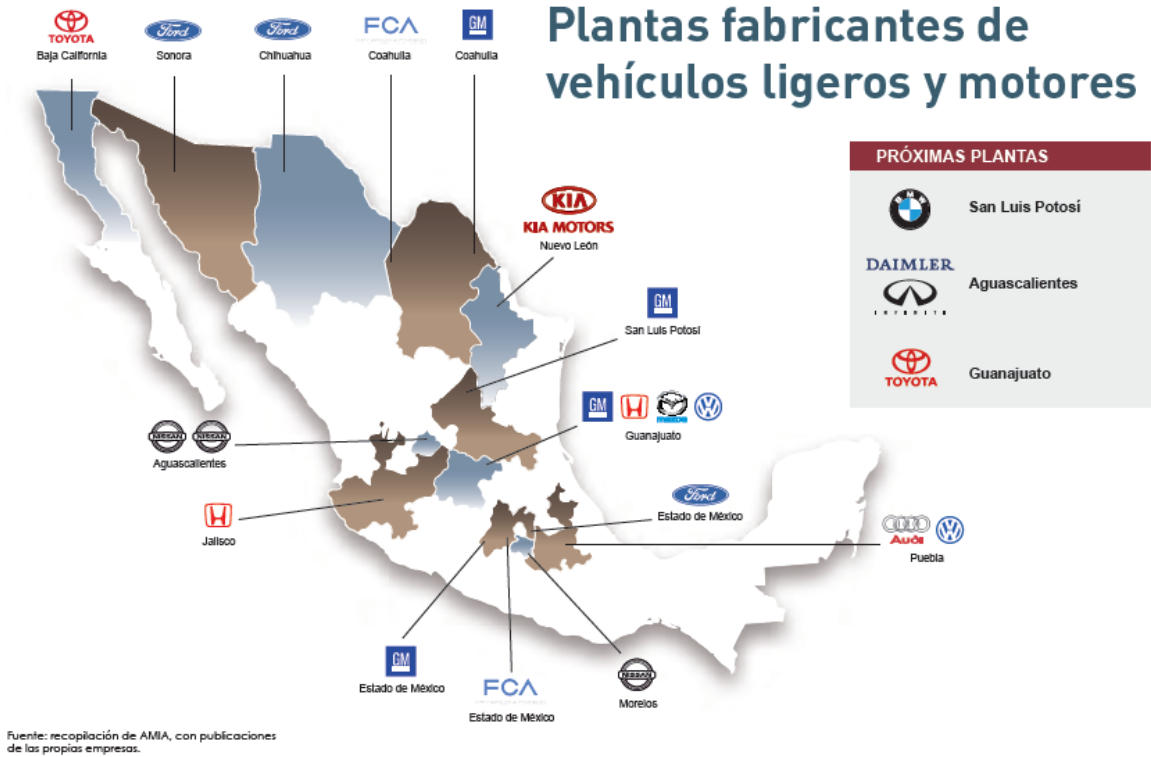 Plantas fabricantes de
vehículos ligeros y motores
TOYOTA
Baja California
Ford
Sonora
Ford
Chihuahua
FCA
Coahuila
GM
Coahuila
PRÓXIMAS PLANTAS
BMW
San Luis Potosí
DAIMLER
INFINITI
Aguascalientes
TOYOTA
Guanajuato
KIA
KIA MOTORS
Nuevo León
GM
San Luis Potosí
GM
mazda
Guanajuato
NISSAN
NISSAN
Aguascalientes
Jalisco
Ford
Estado de México
Audi
Puebla
GM
Estado de México
FCA
Estado de México
NISSAN
Morelos
Fuente: recopilación de AMIA, con publicaciones
de las propias empresas.